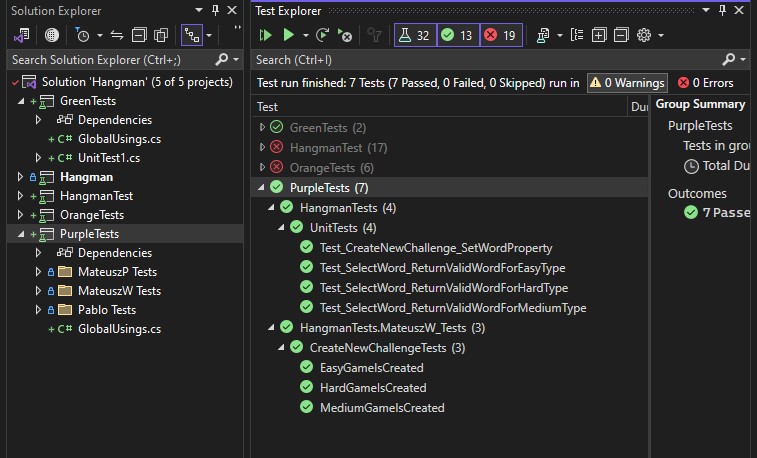 Solution Explorer
Search Solution Explorer (Ctrl+;)
Solution 'Hangman' (5 of 5 projects)
GreenTests
Dependencies
C# GlobalUsings.cs
C# UnitTest1.cs
Hangman
HangmanTest
OrangeTests
PurpleTests
Dependencies
MateuszP Tests
MateuszW Tests
Pablo Tests
C# GlobalUsings.cs
Test Explorer
32 13 19
Search (Ctrl+I)
Test run finished: 7 Tests (7 Passed, 0 Failed, 0 Skipped) run in 0 Warnings 0 Errors
Test Du
GreenTests (2)
HangmanTest (17)
OrangeTests (6)
PurpleTests (7)
HangmanTests (4)
UnitTests (4)
Test_CreateNewChallenge_SetWordProperty
Test_SelectWord_ReturnValidWordForEasyType
Test_SelectWord_ReturnValidWordForHardType
Test_SelectWord_ReturnValidWordForMediumType
HangmanTests.MateuszW_Tests (3)
CreateNewChallengeTests (3)
EasyGameIsCreated
HardGameIsCreated
MediumGameIsCreated
Group Summary
PurpleTests
Tests in grou
Total Du
Outcomes
7 Passe